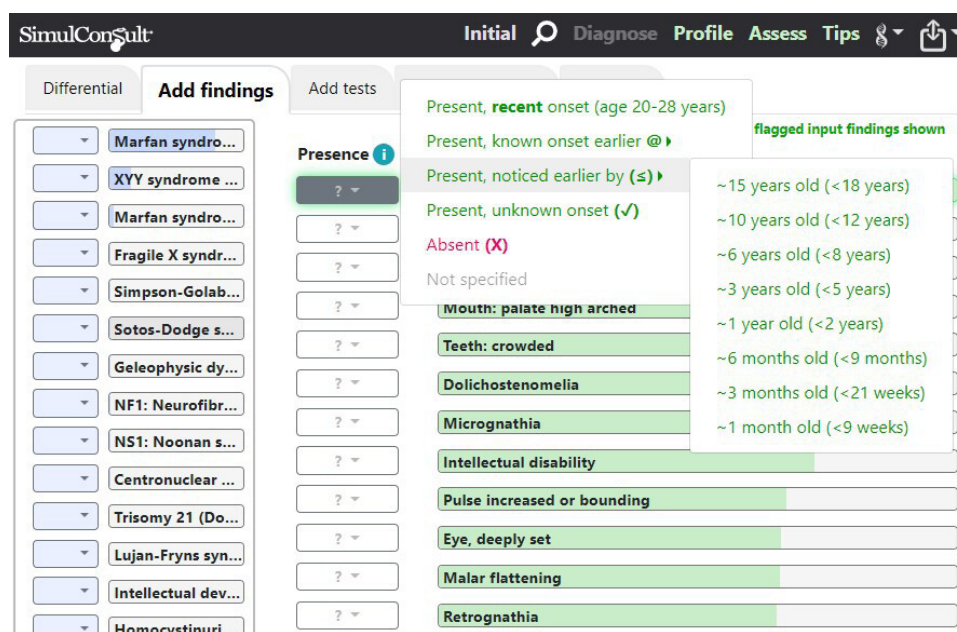 SimulConsult
Initial Diagnose Profile Assess Tips
Differential Add findings Add tests
Present, recent onset (age 20-28 years)
Present, known onset earlier @
Present, noticed earlier by (≤)
Present, unknown onset (√)
Absent (X)
Not specified
flagged input findings shown
~15 years old (<18 years)
~10 years old (<12 years)
~6 years old (<8 years)
~3 years old (<5 years)
~1 year old (<2 years)
~6 months old (<9 months)
~3 months old (<21 weeks)
~1 month old (<9 weeks)
Marfan syndro...
XYY syndrome ...
Marfan syndro...
Fragile X syndr...
Simpson-Golab...
Sotos-Dodge s...
Geleophysic dy...
NF1: Neurofibr...
NS1: Noonan s...
Centronuclear ...
Trisomy 21 (Do...
Lujan-Fryns syn...
Intellectual dev...
Homocystinuri...
Presence i
?
?
?
?
?
?
?
?
?
?
?
?
Mouth: palate high arched
Teeth: crowded
Dolichostenomelia
Micrognathia
Intellectual disability
Pulse increased or bounding
Eye, deeply set
Malar flattening
Retrognathia